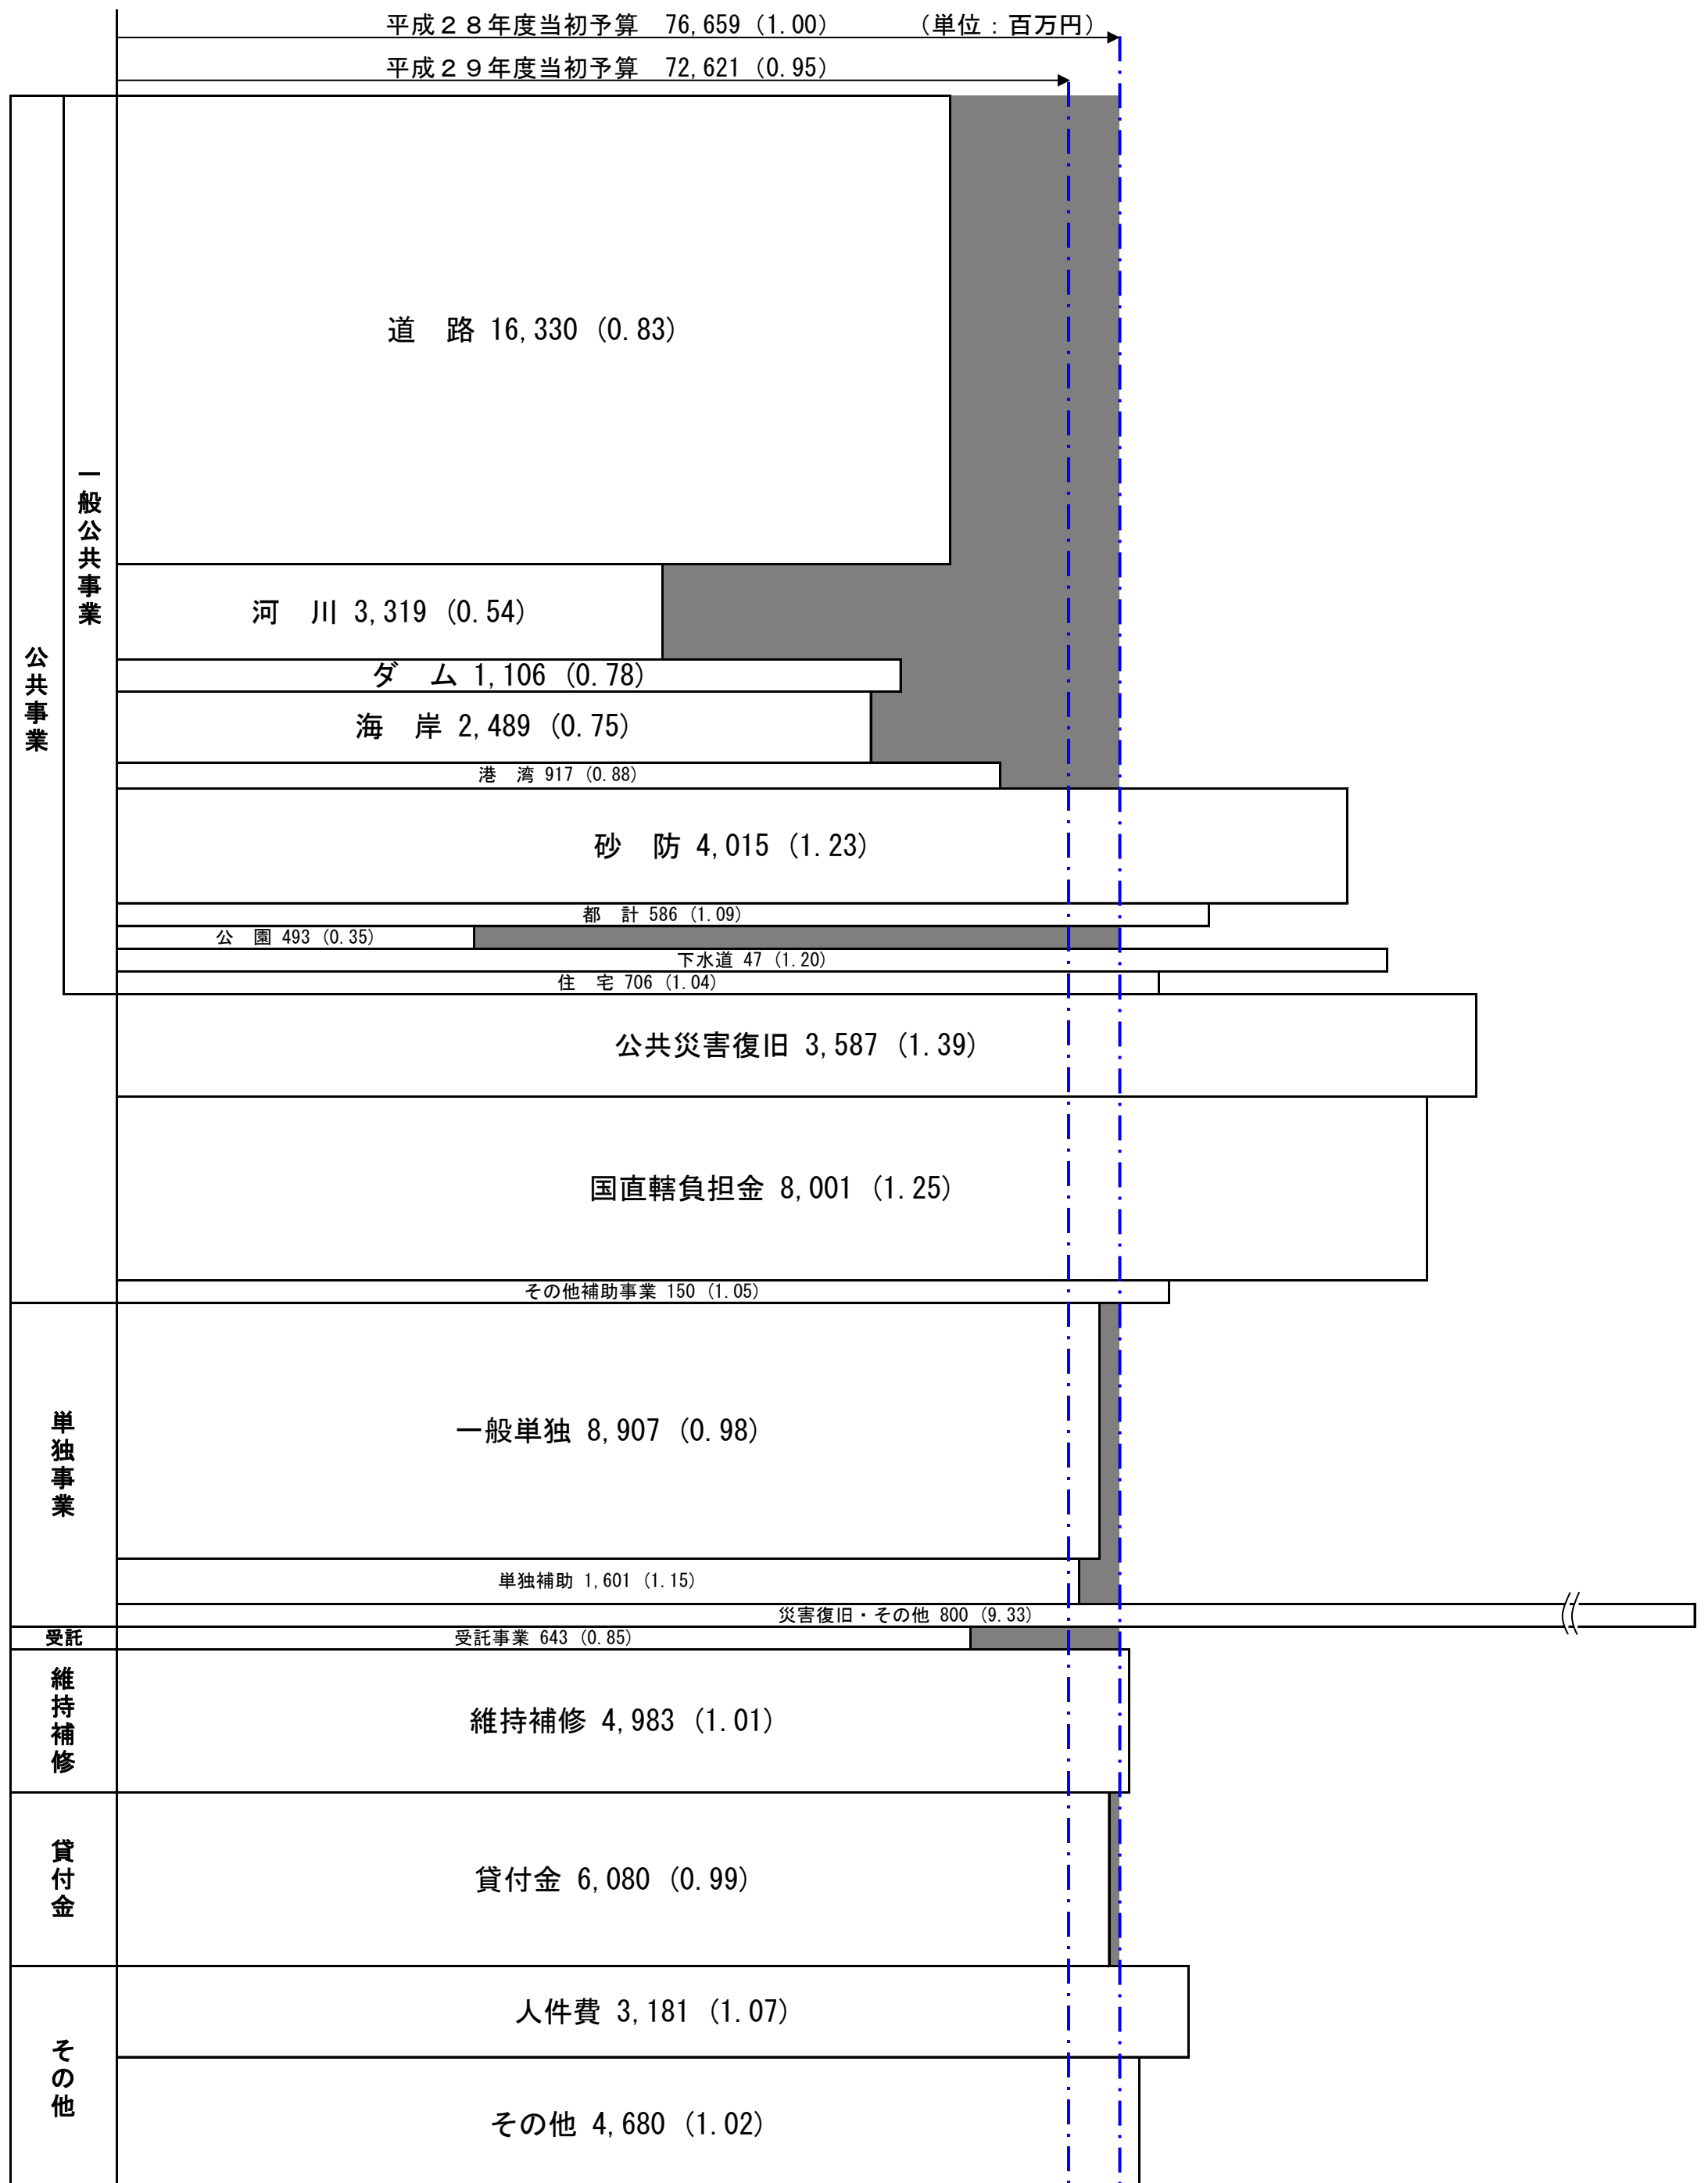 平成２８年度当初予算　76,659（1.00）　（単位：百万円）
平成２９年度当初予算　72,621（0.95）
公共事業
一般公共事業
道　路 16,330（0.83）
河　川 3,319（0.54）
ダ　ム 1,106（0.78）
海　岸 2,489（0.75）
港　湾 917（0.88）
砂　防 4,015（1.23）
都　計 586（1.09）
公　園 493（0.35）
下水道 47（1.20）
住　宅 706（1.04）
公共災害復旧 3,587（1.39）
国直轄負担金 8,001（1.25）
その他補助事業 150（1.05）
単独事業
一般単独 8,907（0.98）
単独補助 1,601（1.15）
災害復旧・その他 800（9.33）
受託
受託事業 643（0.85）
維持補修
維持補修 4,983（1.01）
貸付金
貸付金 6,080（0.99）
その他
人件費 3,181（1.07）
その他 4,680（1.02）